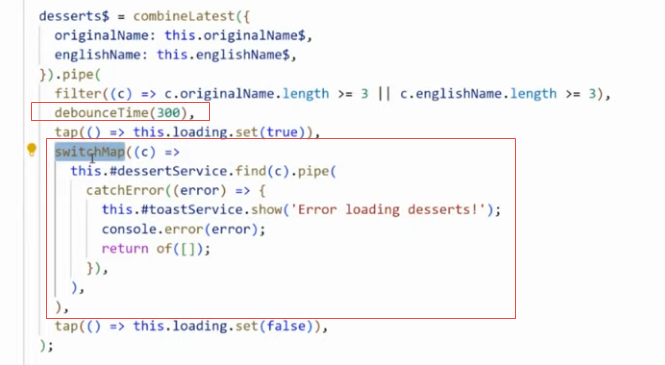 desserts$ = combineLatest({
originalName: this.originalName$,
englishName: this.englishName$,
}).pipe(
filter((c) => c.originalName.length >= 3 || c.englishName.length >= 3),
debounceTime(300),
tap(() => this.loading.set(true)),
switchMap((c) =>
this.#dessertService.find(c).pipe(
catchError((error) => {
this.#toastService.show('Error loading desserts!');
console.error(error);
return of([]);
}),
),
),
tap(() => this.loading.set(false)),
);